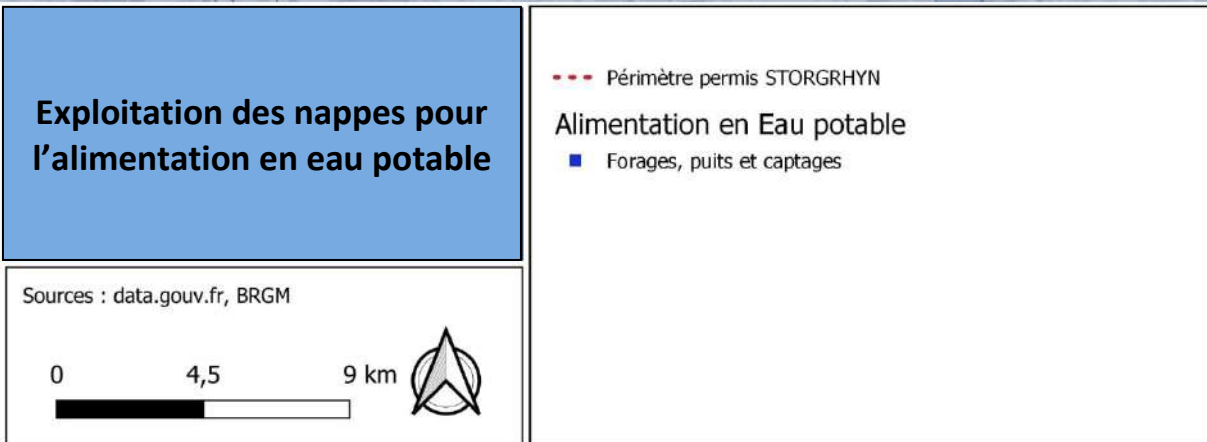 Exploitation des nappes pour
l’alimentation en eau potable
Périmètre permis STORGRHYN
Alimentation en Eau potable
Forages, puits et captages
Sources : data.gouv.fr, BRGM
0 4,5 9 km